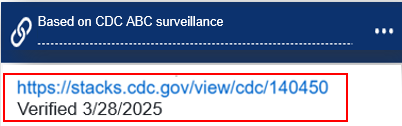 Based on CDC ABC surveillance
https://stacks.cdc.gov/view/cdc/140450
Verified 3/28/2025